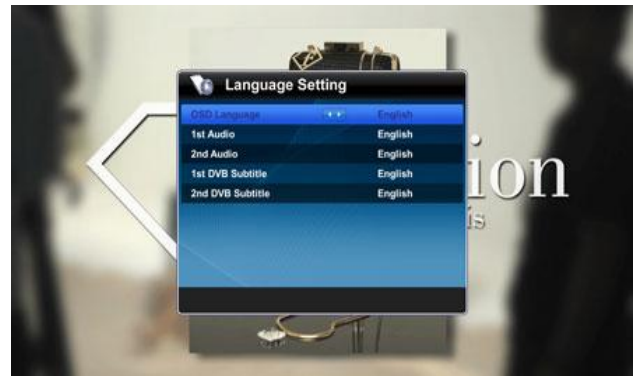 Language Setting
OSD Language English
1st Audio English
2nd Audio English
1st DVB Subtitle English
2nd DVB Subtitle English
ion
is